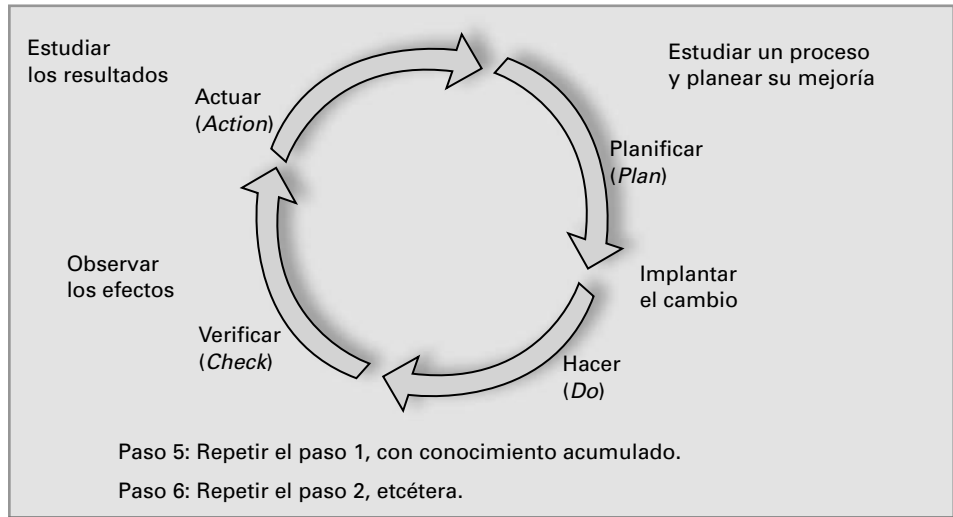 Estudiar
los resultados
Estudiar un proceso
y planear su mejoría
Actuar
(Action)
Planificar
(Plan)
Observar
los efectos
Implantar
el cambio
Verificar
(Check)
Hacer
(Do)
Paso 5: Repetir el paso 1, con conocimiento acumulado.
Paso 6: Repetir el paso 2, etcétera.